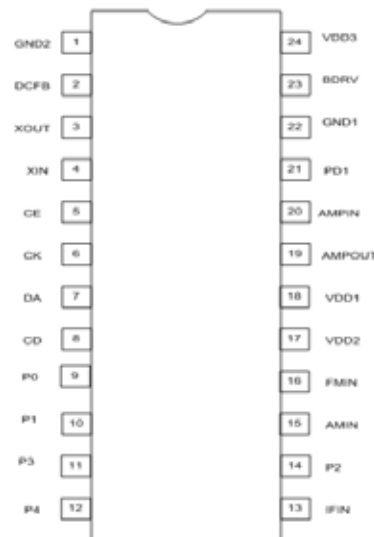 GND2 1 24 VDD3
DCFB 2 23 BDRV
XOUT 3 22 GND1
XIN 4 21 PD1
CE 5 20 AMPIN
CK 6 19 AMPOUT
DA 7 18 VDD1
CD 8 17 VDD2
P0 9 16 FMIN
P1 10 15 AMIN
P3 11 14 P2
P4 12 13 IFIN